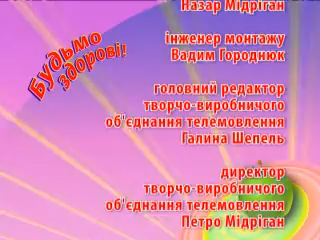 Будьмо
здорові!
Назар Мідріган
інженер монтажу
Вадим Городнюк
головний редактор
творчо-виробничого
об'єднання телемовлення
Галина Шепель
директор
творчо-виробничого
об'єднання телемовлення
Петро Мідріган